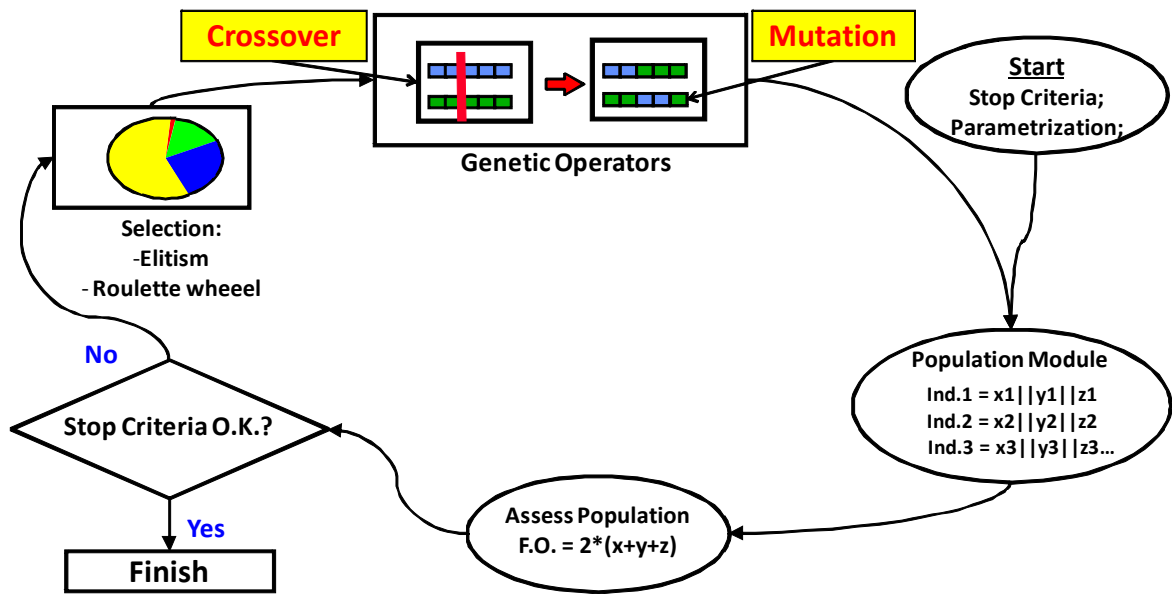 Crossover
Mutation
Genetic Operators
Start
Stop Criteria;
Parametrization;
Selection:
-Elitism
- Roulette wheeel
Population Module
Ind.1 = x1||y1||z1
Ind.2 = x2||y2||z2
Ind.3 = x3||y3||z3...
No
Stop Criteria O.K.?
Assess Population
F.O. = 2*(x+y+z)
Yes
Finish